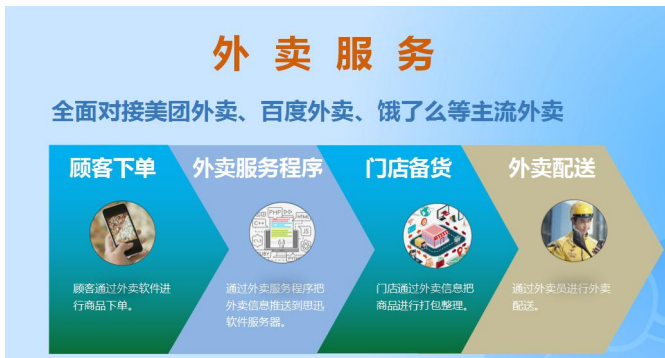 外卖服务
全面对接美团外卖、百度外卖、饿了么等主流外卖
顾客下单
外卖服务程序
门店备货
外卖配送
PHP
C++
顾客通过外卖软件进
行商品下单。
通过外卖服务程序把
外卖信息推送到思迅
软件服务器。
门店通过外卖信息把
商品进行打包整理。
通过外卖员进行外卖
配送。